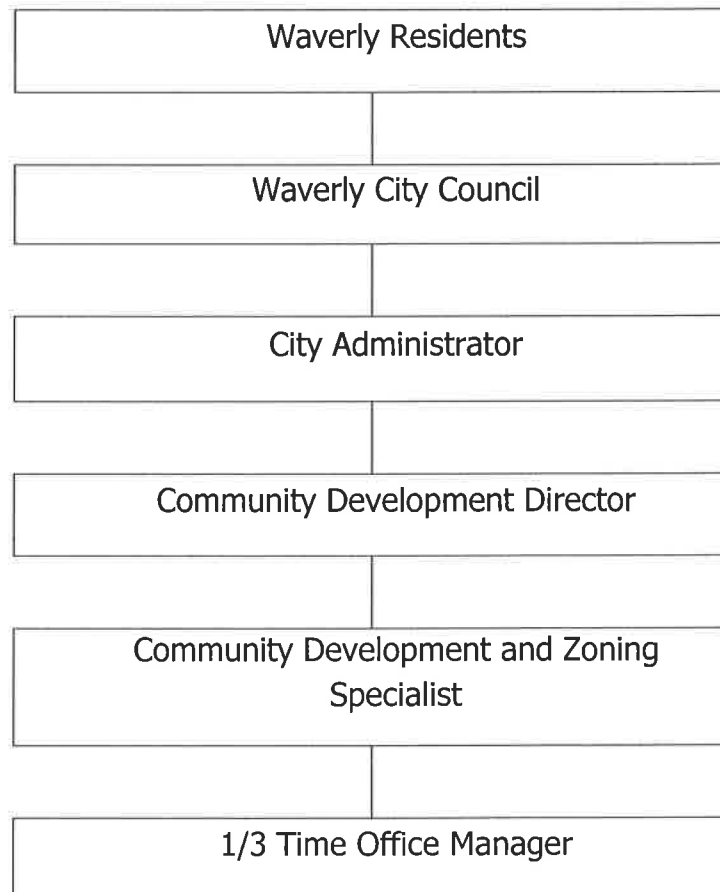 Waverly Residents
Waverly City Council
City Administrator
Community Development Director
Community Development and Zoning
Specialist
1/3 Time Office Manager